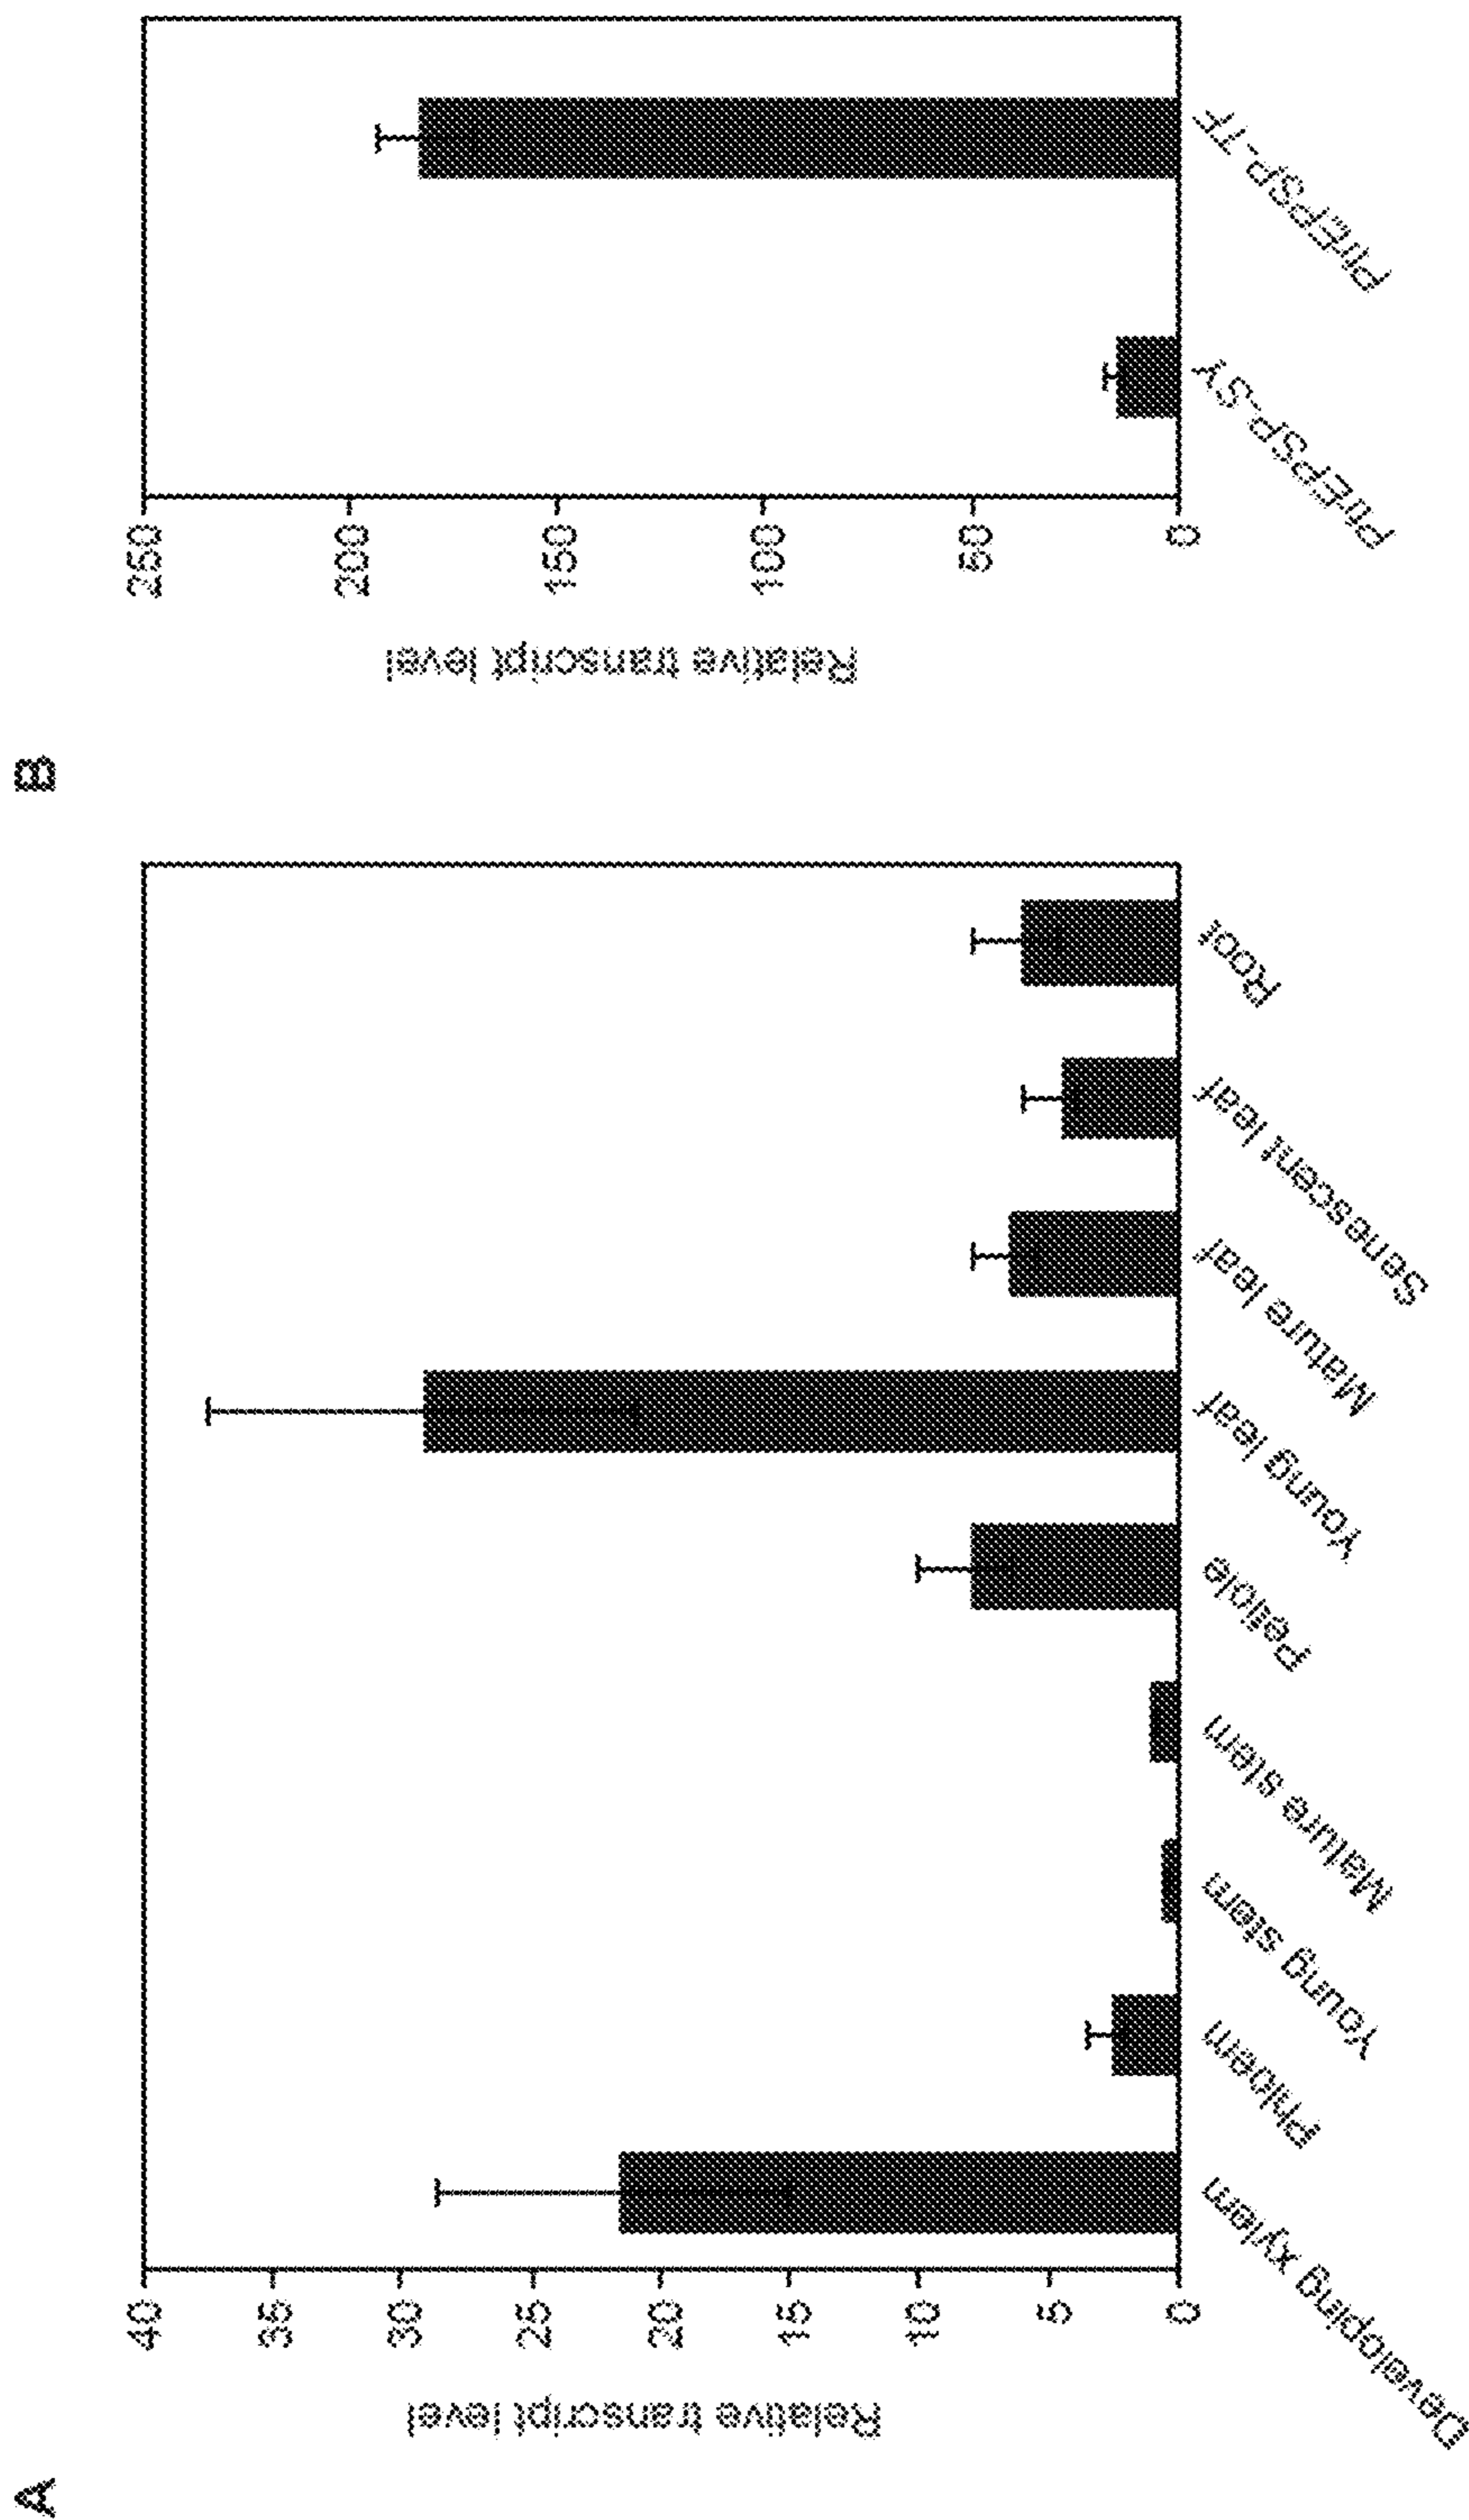 A
Relative transcript level
40
35
30
25
20
15
10
5
0
Developing xylem
Phloem
Young stem
Mature stem
Petiole
Young leaf
Mature leaf
Senescent leaf
Root
B
Relative transcript level
250
200
150
100
50
0
PtrEPSP-SY
PtrEPSP-TF